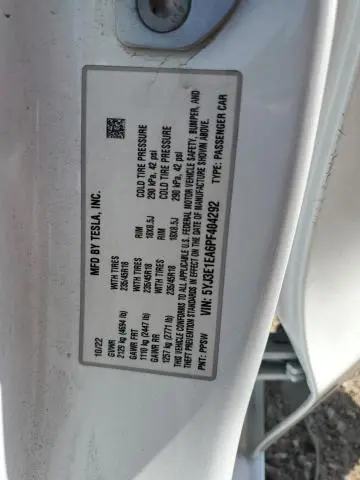 MFD BY TESLA, INC.
10/22
GVWR
2129 kg (4694 lb)
GAWR FRT WITH TIRES RIM COLD TIRE PRESSURE
1110 kg (2447 lb) 235/45R18 18X8.5J 290 kPa, 42 psi
GAWR RR WITH TIRES RIM COLD TIRE PRESSURE
1257 kg (2771 lb) 235/45R18 18X8.5J 290 kPa, 42 psi
THIS VEHICLE CONFORMS TO ALL APPLICABLE U.S. FEDERAL MOTOR VEHICLE SAFETY, BUMPER, AND
THEFT PREVENTION STANDARDS IN EFFECT ON THE DATE OF MANUFACTURE SHOWN ABOVE.
VIN: 5YJ3E1EA6PF404292
PNT: PPSW TYPE: PASSENGER CAR